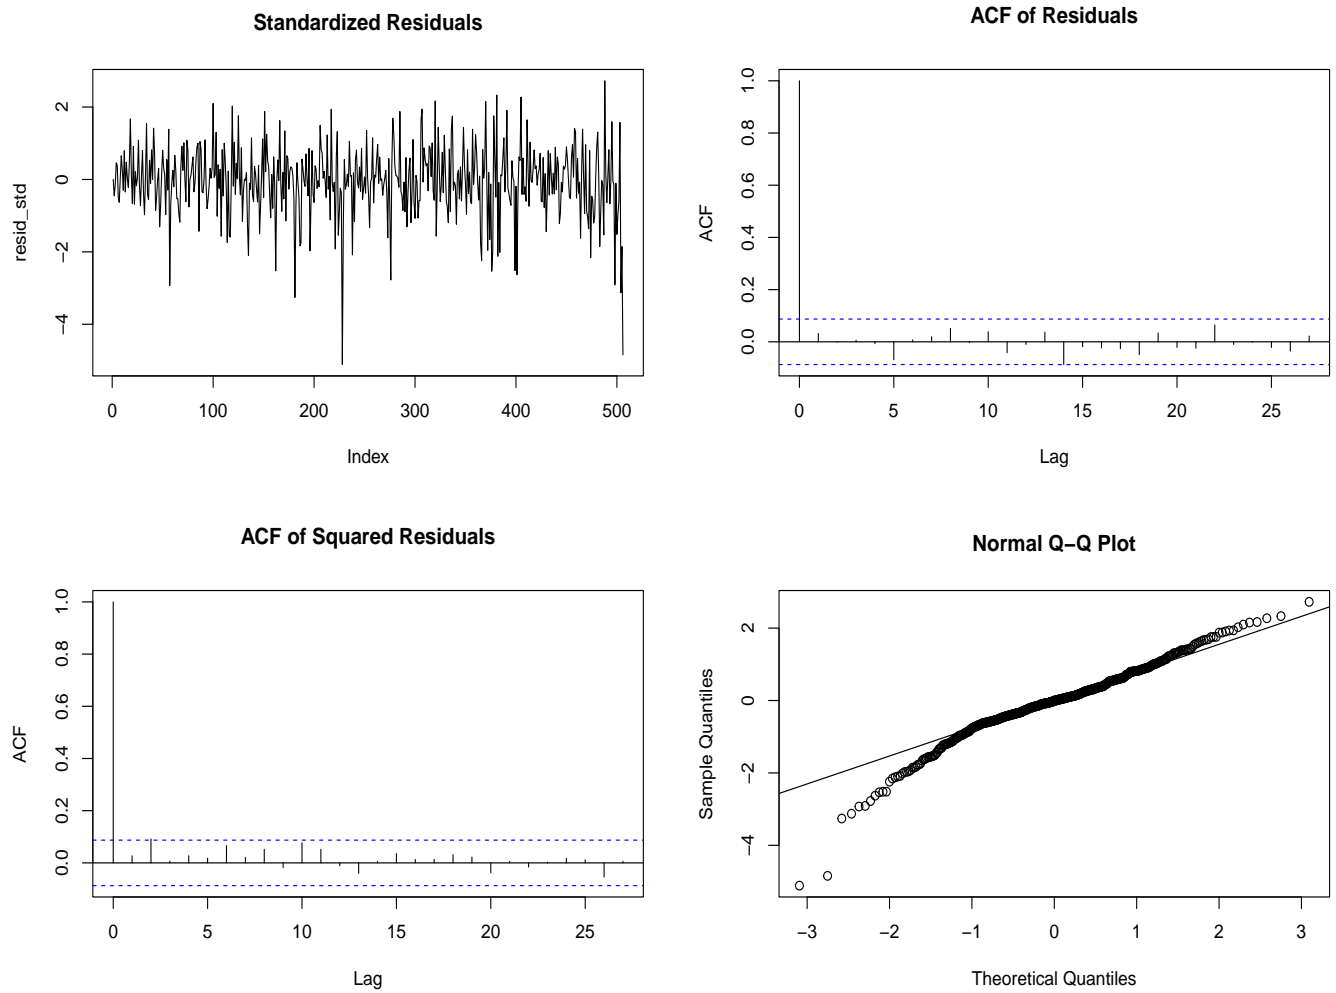 Standardized Residuals
resid_std
2
0
−2
−4
0 100 200 300 400 500
Index
ACF of Residuals
ACF
1.0
0.8
0.6
0.4
0.2
0.0
0 5 10 15 20 25
Lag
ACF of Squared Residuals
ACF
1.0
0.8
0.6
0.4
0.2
0.0
0 5 10 15 20 25
Lag
Normal Q−Q Plot
Sample Quantiles
2
0
−2
−4
−3 −2 −1 0 1 2 3
Theoretical Quantiles